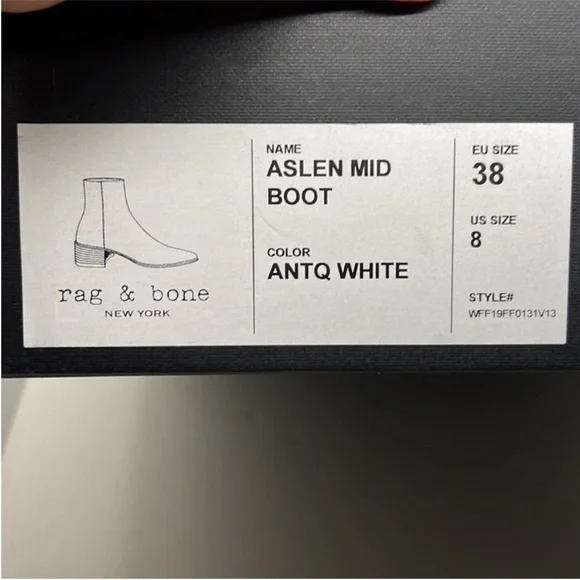 rag & bone
NEW YORK
NAME
ASLEN MID
BOOT
COLOR
ANTQ WHITE
EU SIZE
38
US SIZE
8
STYLE#
WFF19FF0131V13